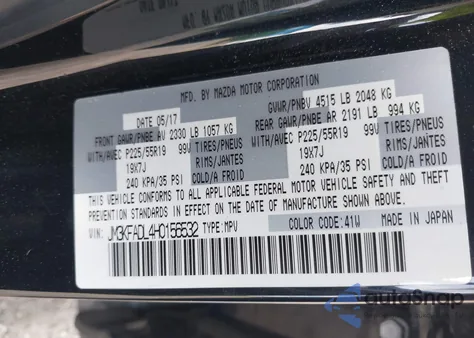 MFD. BY MAZDA MOTOR CORPORATION
DATE 05/17
GVWR/PNBV 4515 LB 2048 KG
FRONT GAWR/PNBE AV 2330 LB 1057 KG
REAR GAWR/PNBE AR 2191 LB 994 KG
WITH/AVEC P225/55R19 99V TIRES/PNEUS
WITH/AVEC P225/55R19 99V TIRES/PNEUS
19X7J RIMS/JANTES
19X7J RIMS/JANTES
240 KPA/35 PSI COLD/A FROID
240 KPA/35 PSI COLD/A FROID
THIS VEHICLE CONFORMS TO ALL APPLICABLE FEDERAL MOTOR VEHICLE SAFETY AND THEFT
PREVENTION STANDARDS IN EFFECT ON THE DATE OF MANUFACTURE SHOWN ABOVE.
VIN: JM3KFADL4H0156532 TYPE:MPV
COLOR CODE:41W
MADE IN JAPAN
autoSnap